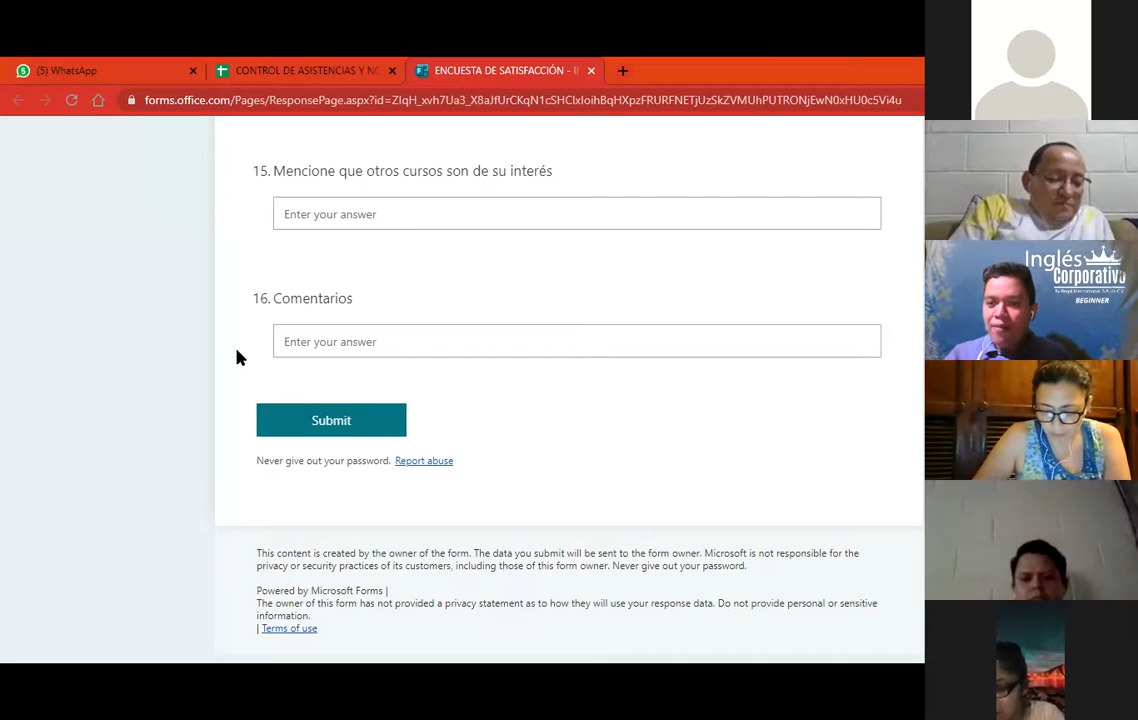 (5) WhatsApp
CONTROL DE ASISTENCIAS Y NO
ENCUESTA DE SATISFACCIÓN - I
forms.office.com/Pages/ResponsePage.aspx?id=ZIqH_xvh7Ua3_X8aJfUrCKqN1cSHClxIoihBqHXpzFRURFNETjUzSkZVMUhPUTRONjEwN0xHU0c5Vi4u
15. Mencione que otros cursos son de su interés
Enter your answer
16. Comentarios
Enter your answer
Submit
Never give out your password. Report abuse
This content is created by the owner of the form. The data you submit will be sent to the form owner. Microsoft is not responsible for the
privacy or security practices of its customers, including those of this form owner. Never give out your password.
Powered by Microsoft Forms |
The owner of this form has not provided a privacy statement as to how they will use your response data. Do not provide personal or sensitive
information.
| Terms of use
Inglés
Corporativo
BEGINNER